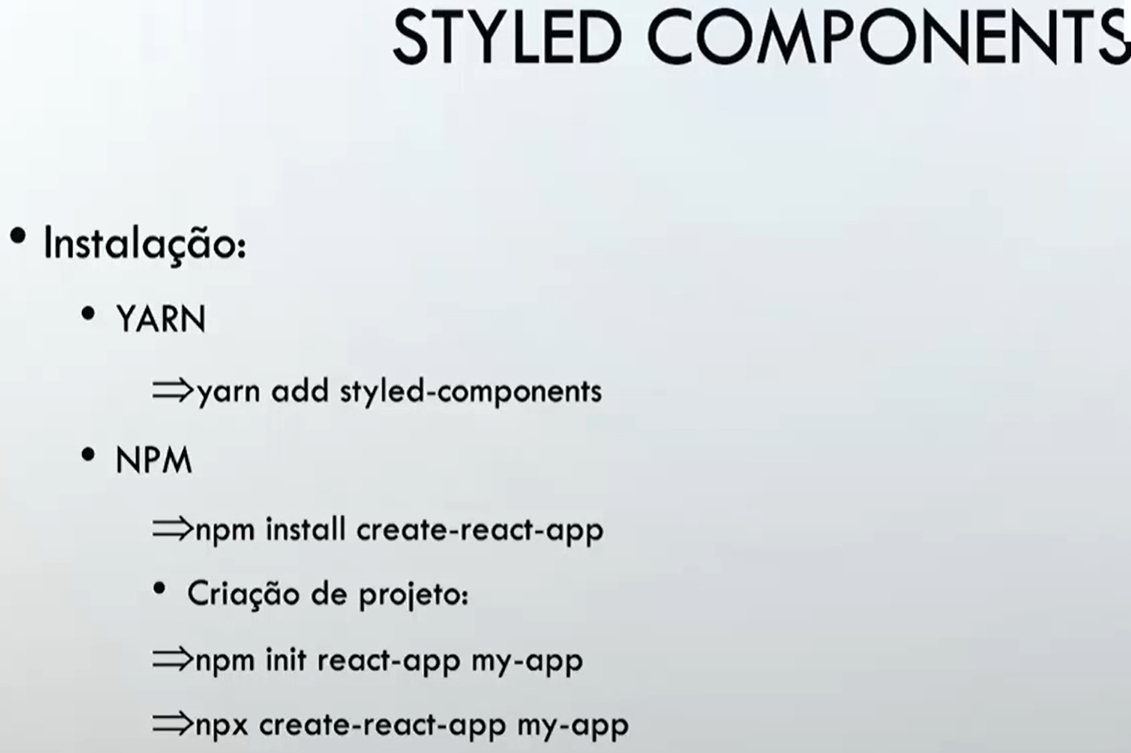 STYLED COMPONENTS
• Instalação:
• YARN
⇒yarn add styled-components
• NPM
⇒npm install create-react-app
• Criação de projeto:
⇒npm init react-app my-app
⇒npx create-react-app my-app